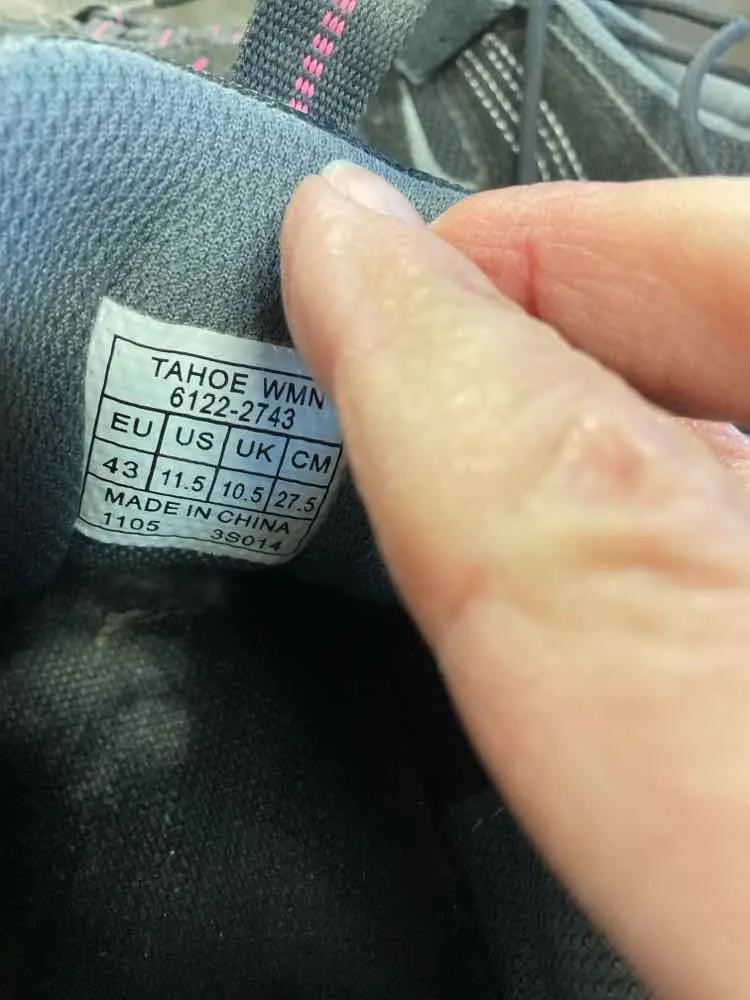 TAHOE WMN
6122-2743
EU US UK CM
43 11.5 10.5 27.5
MADE IN CHINA
1105 3S014